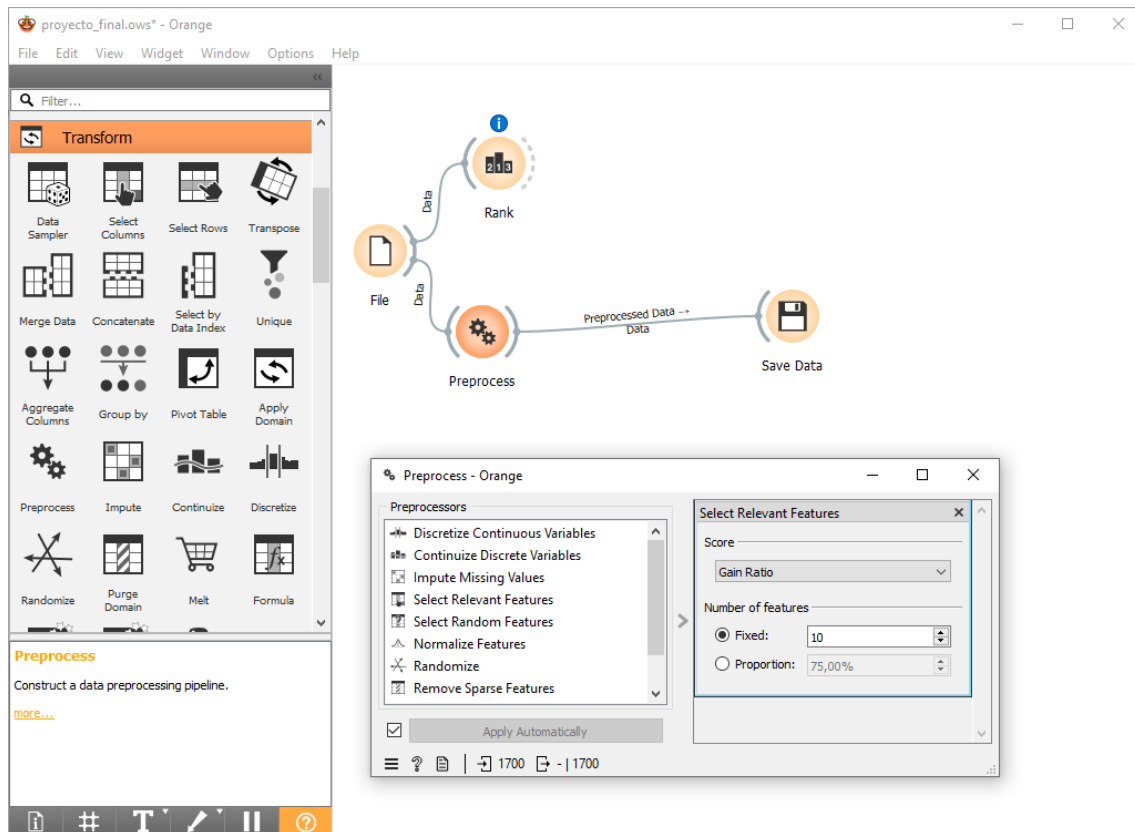 proyecto_final.ows* - Orange
File Edit View Widget Window Options Help
Filter...
Transform
Data Sampler
Select Columns
Select Rows
Transpose
Merge Data
Concatenate
Select by Data Index
Unique
Aggregate Columns
Group by
Pivot Table
Apply Domain
Preprocess
Impute
Continuize
Discretize
Randomize
Purge Domain
Melt
Formula
Preprocess
Construct a data preprocessing pipeline.
more...
File
Data
Data
Rank
Preprocess
Preprocessed Data →
Data
Save Data
Preprocess - Orange
Preprocessors
Discretize Continuous Variables
Continuize Discrete Variables
Impute Missing Values
Select Relevant Features
Select Random Features
Normalize Features
Randomize
Remove Sparse Features
Apply Automatically
1700 - | 1700
Select Relevant Features
Score
Gain Ratio
Number of features
Fixed: 10
Proportion: 75,00%